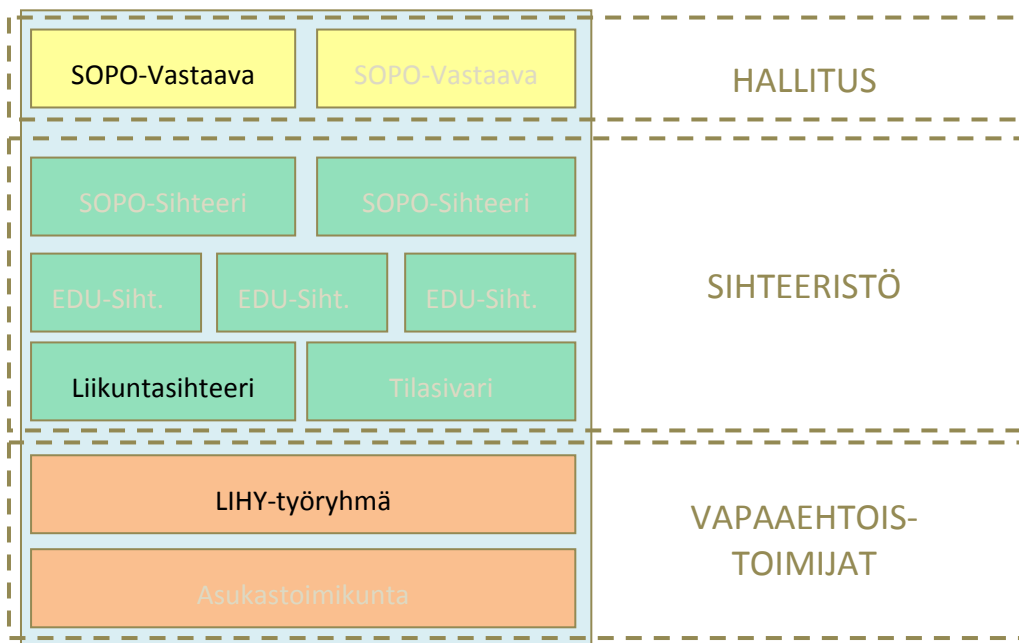 SOPO-Vastaava
SOPO-Vastaava
HALLITUS
SOPO-Sihteeri
SOPO-Sihteeri
EDU-Siht.
EDU-Siht.
EDU-Siht.
SIHTEERISTÖ
Liikuntasihteeri
Tilasivari
LIHY-työryhmä
VAPAAEHTOIS-
TOIMIJAT
Asukastoimikunta